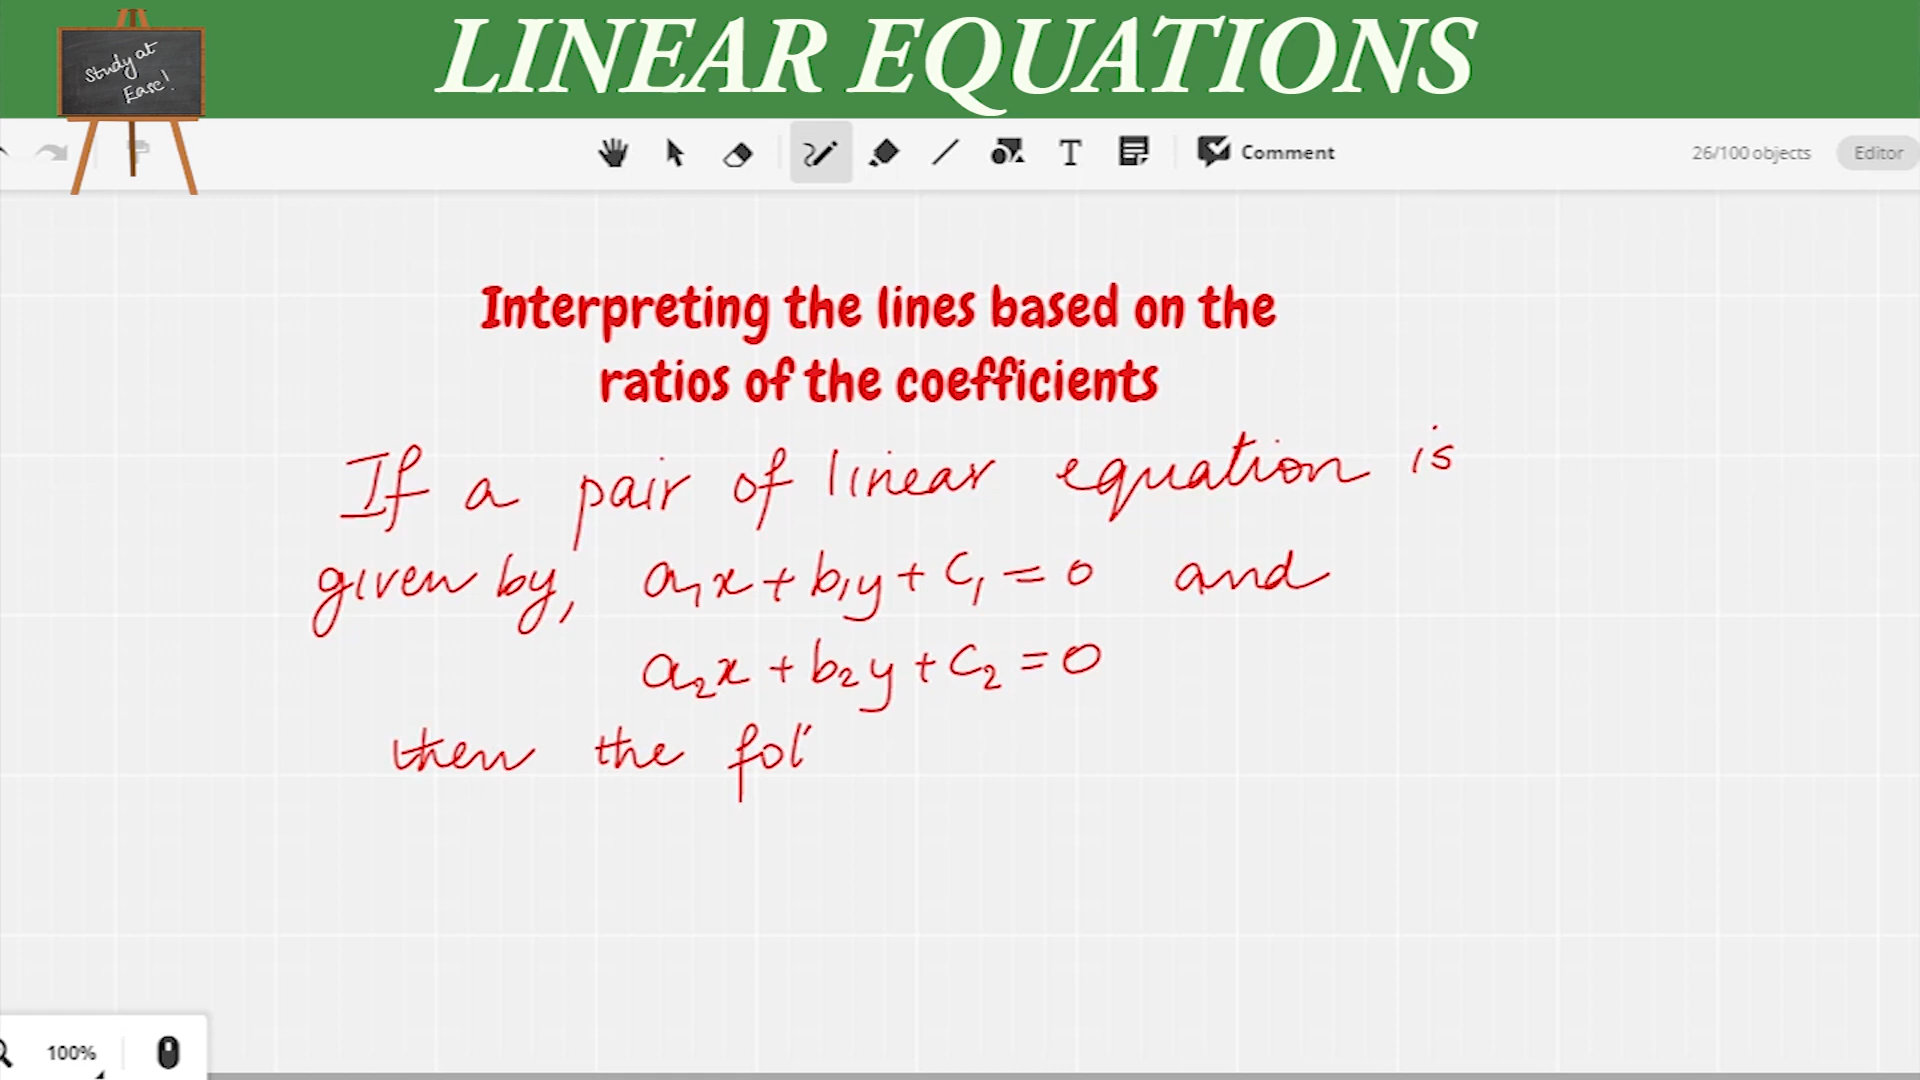 LINEAR EQUATIONS
Study at
Ease!
Comment
26/100 objects
Editor
Interpreting the lines based on the
ratios of the coefficients
If a pair of linear equation is
given by, a₁x + b₁y + c₁ = 0 and
a₂x + b₂y + c₂ = 0
then the fol
100%